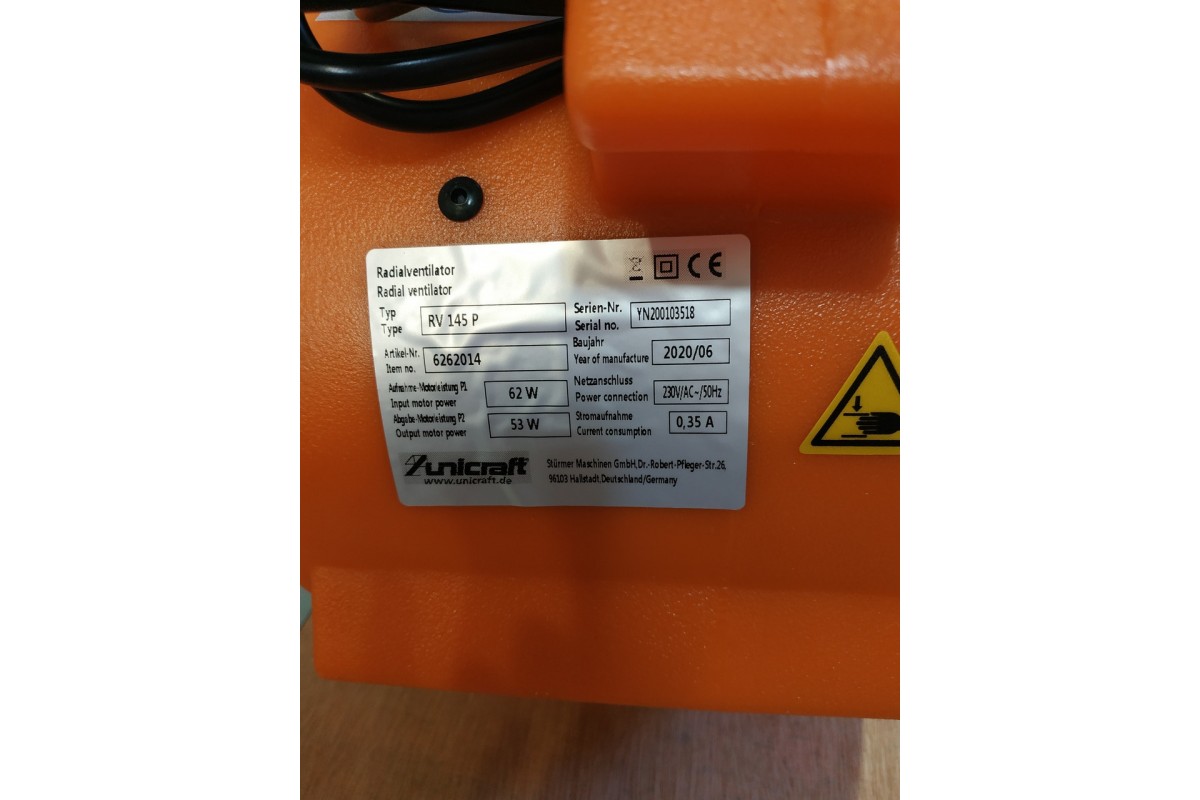 Radialventilator
Radial ventilator
CE
Typ
Type
RV 145 P
Serien-Nr.
Serial no.
YN200103518
Artikel-Nr.
Item no.
6262014
Baujahr
Year of manufacture
2020/06
Aufnahme-Motorleistung P1
Input motor power
62 W
Netzanschluss
Power connection
230V/AC~/50Hz
Abgabe-Motorleistung P2
Output motor power
53 W
Stromaufnahme
Current consumption
0,35 A
unicraft
www.unicraft.de
Stürmer Maschinen GmbH,Dr.-Robert-Pfleger-Str.26,
96103 Hallstadt,Deutschland/Germany